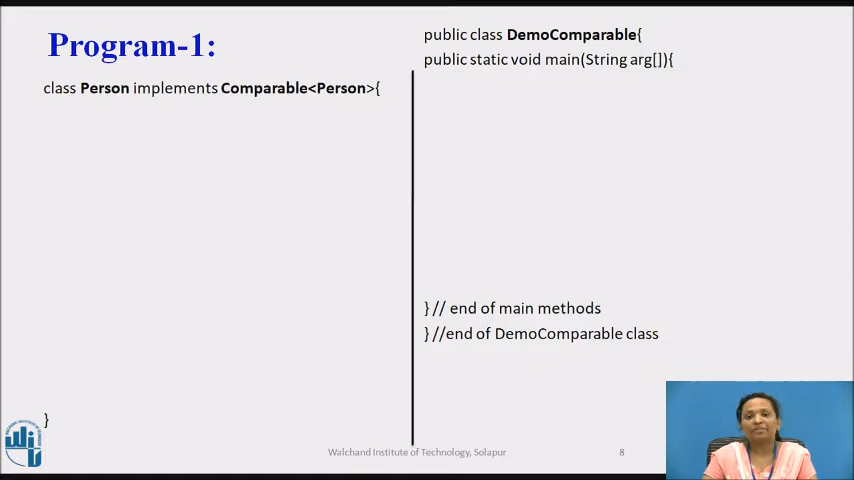 Program-1:
class Person implements Comparable<Person>{
}
public class DemoComparable{
public static void main(String arg[]){
} // end of main methods
} //end of DemoComparable class
Walchand Institute of Technology, Solapur
8